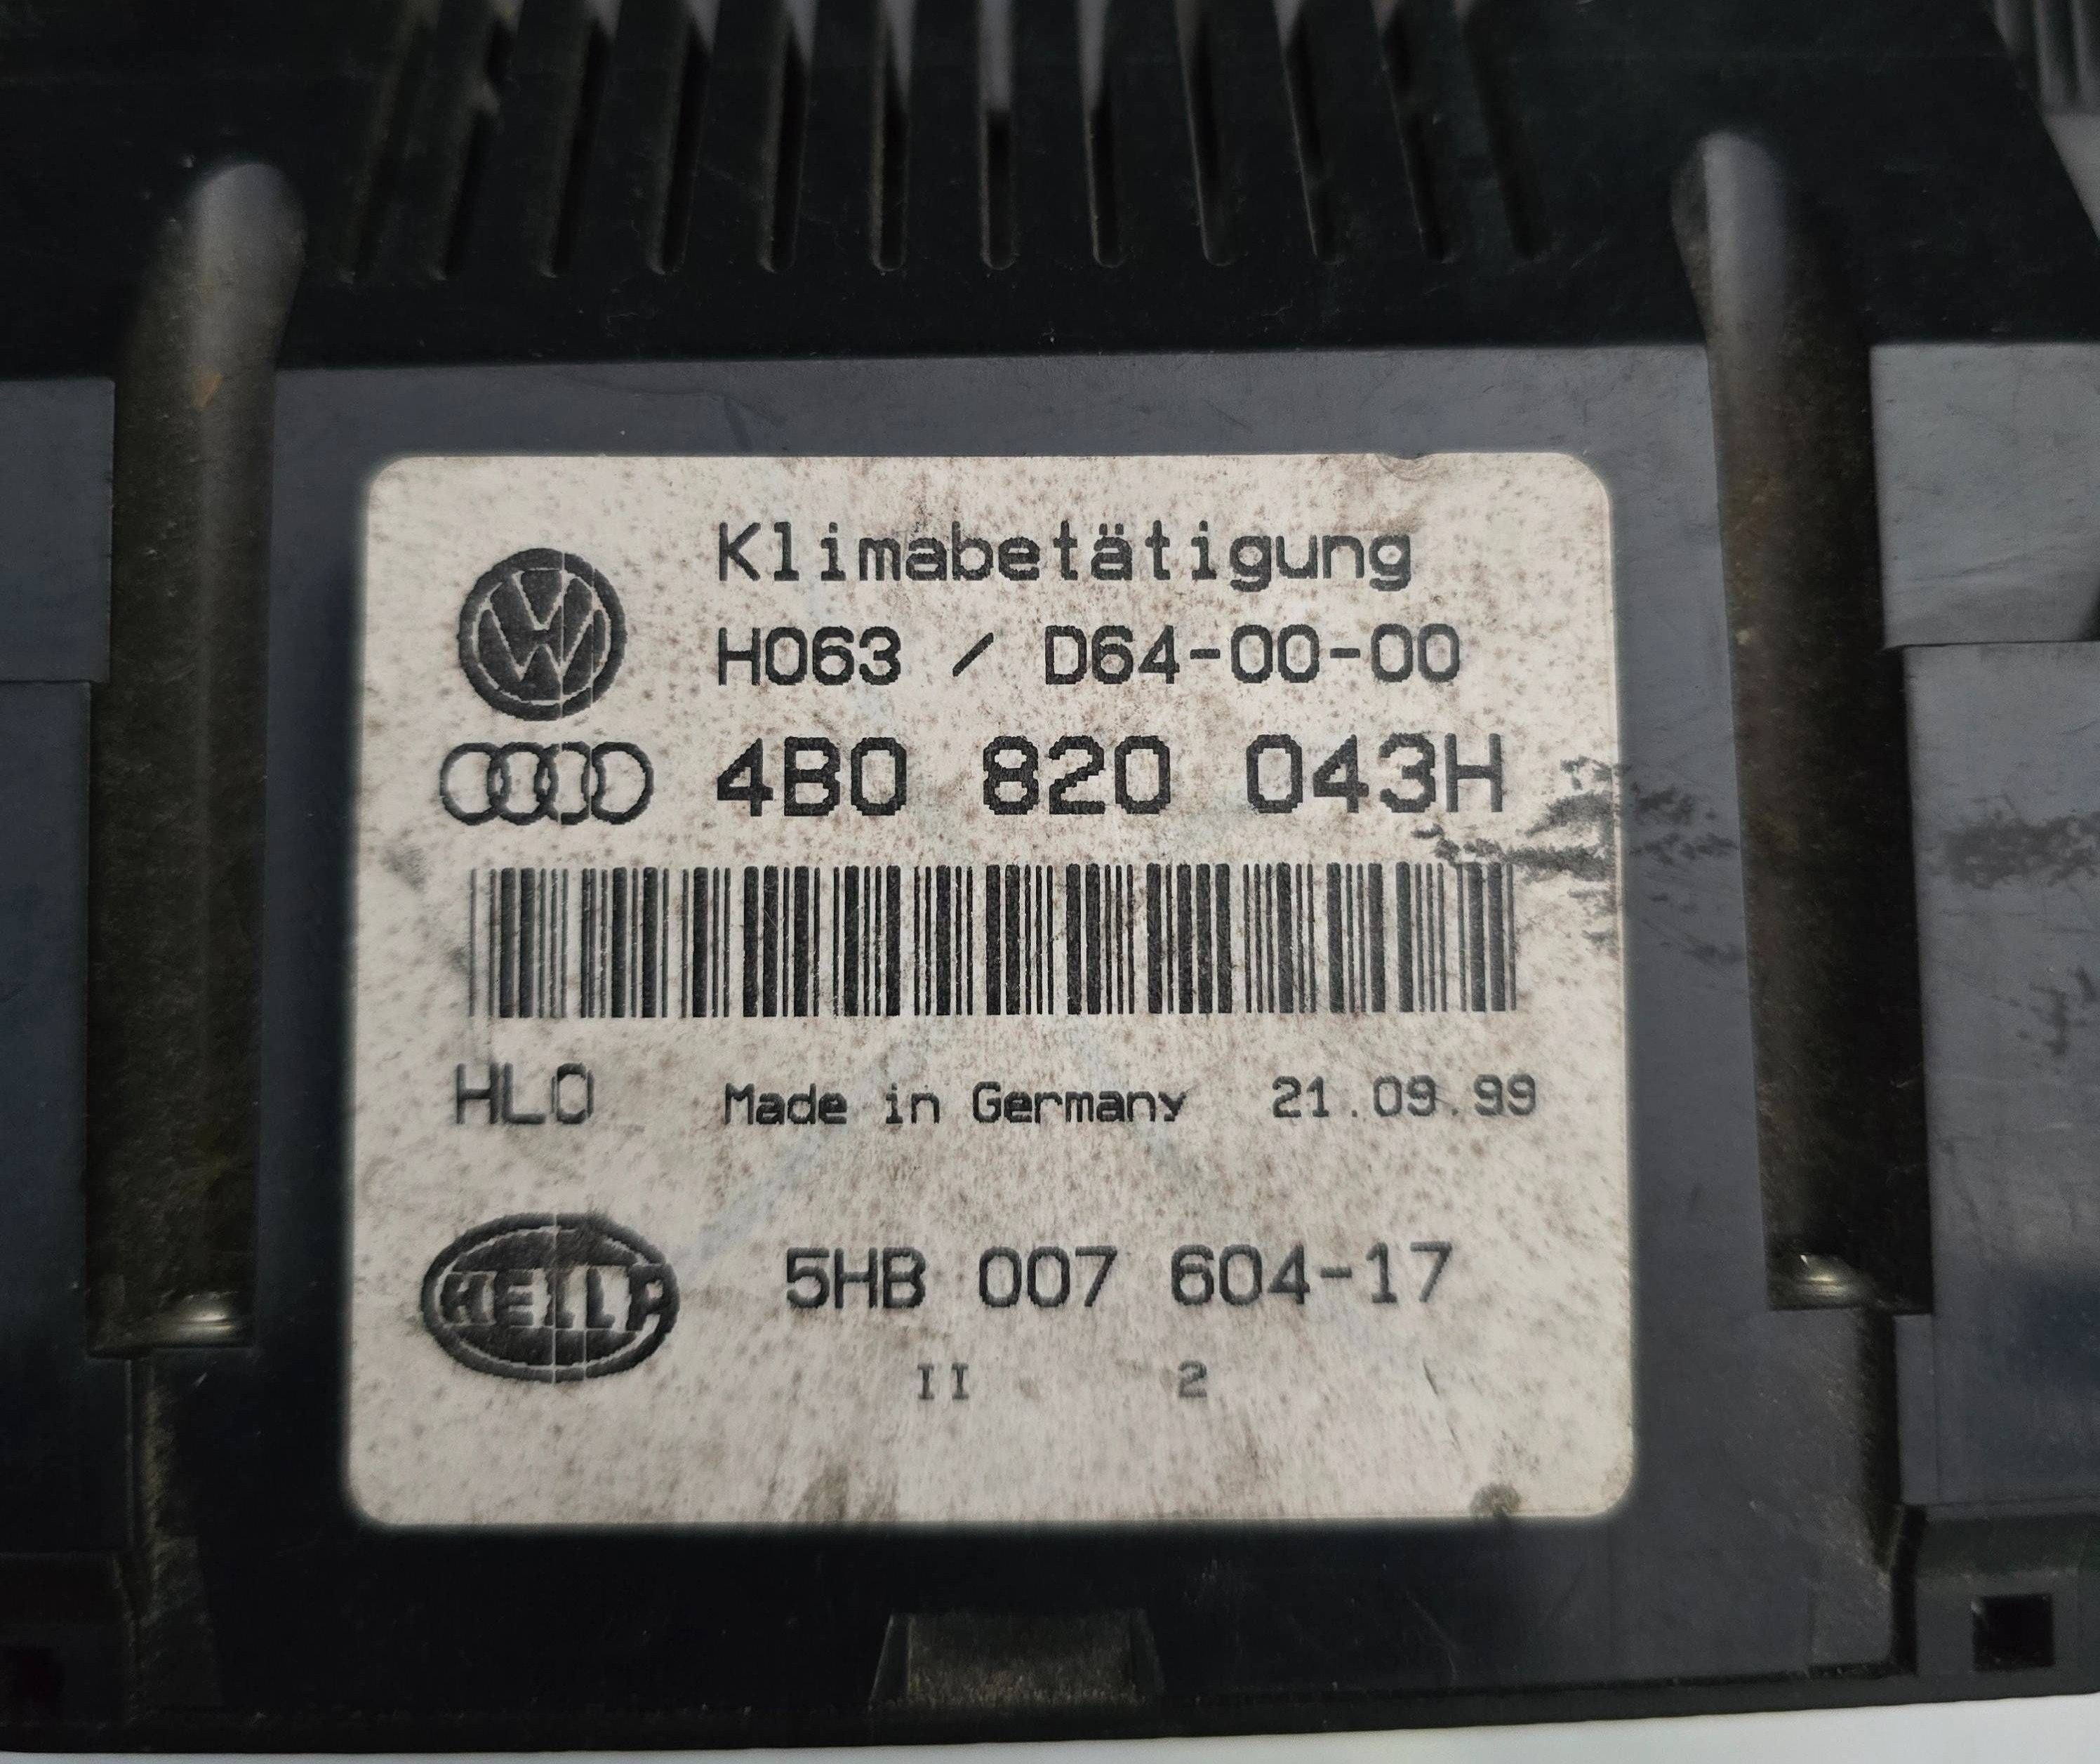 Klimabetätigung
H063 / D64-00-00
4B0 820 043H
HLO Made in Germany 21.09.99
HELLA 5HB 007 604-17
II 2